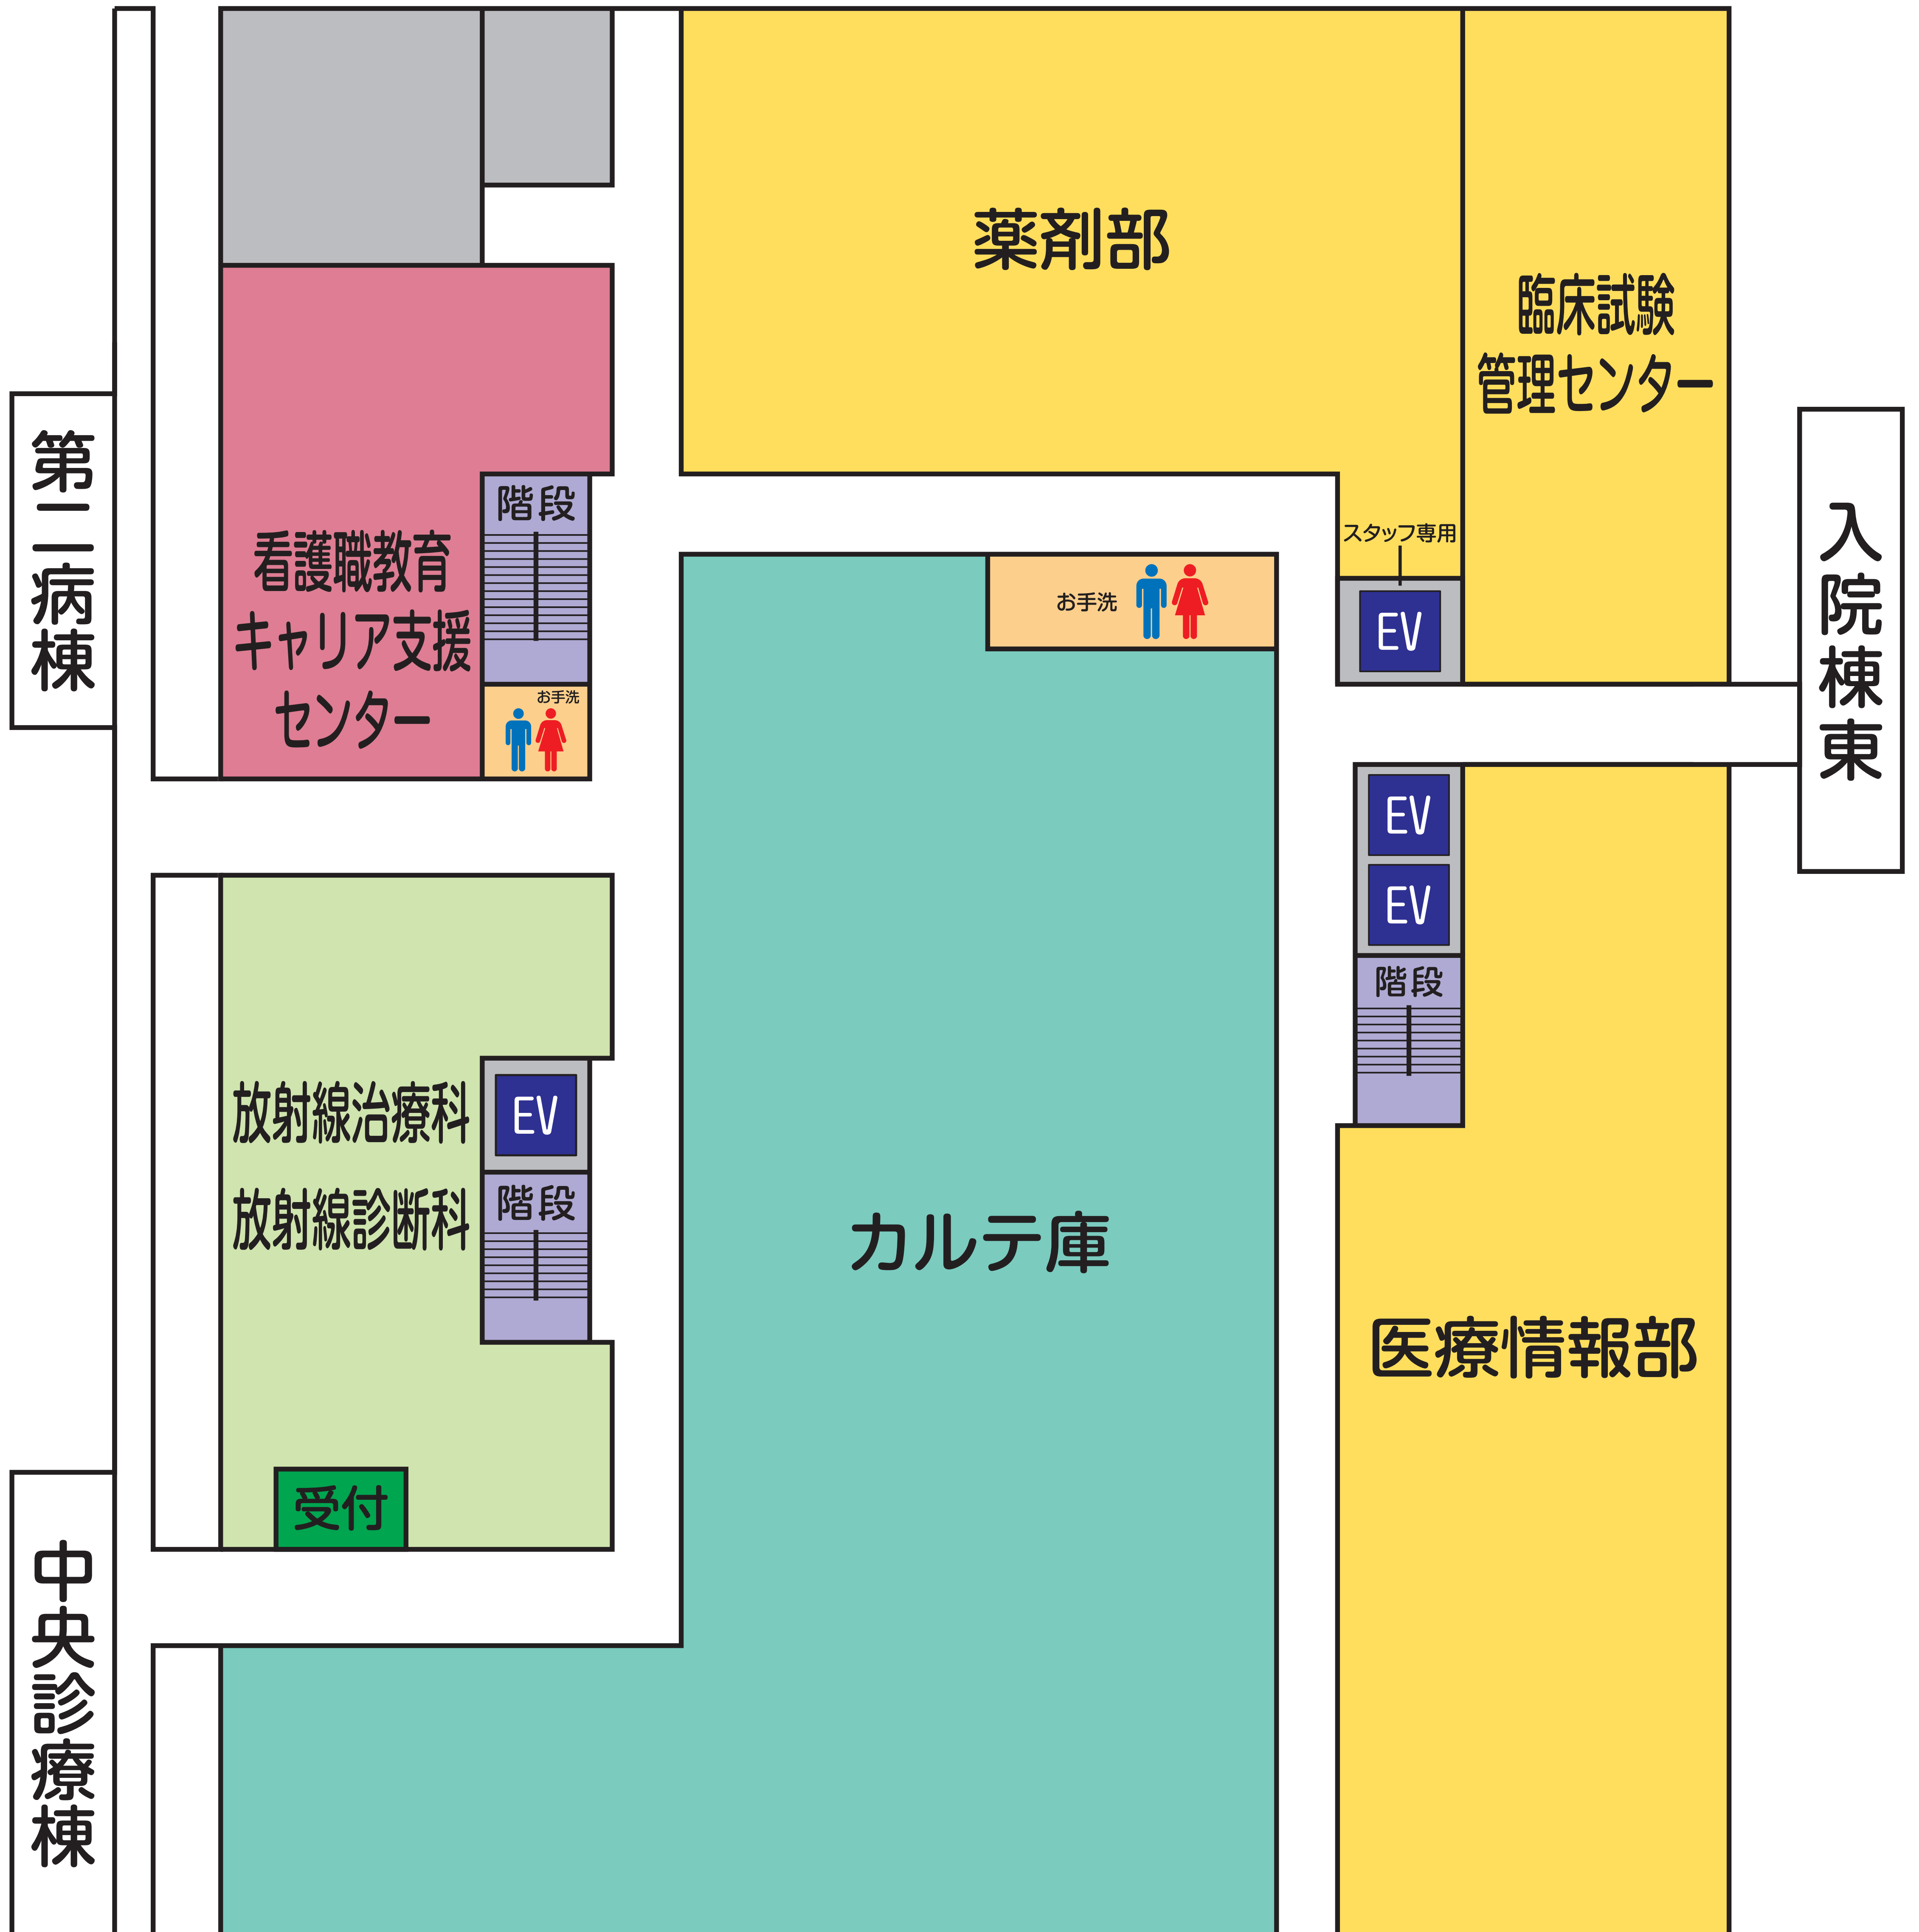 薬剤部
臨床試験
管理センター
第二病棟
階段
入院棟東
スタッフ専用
看護職教育
キャリア支援
センター
お手洗
EV
お手洗
EV
EV
階段
放射線治療科
EV
放射線診断科
階段
カルテ庫
医療情報部
受付
中央診療棟